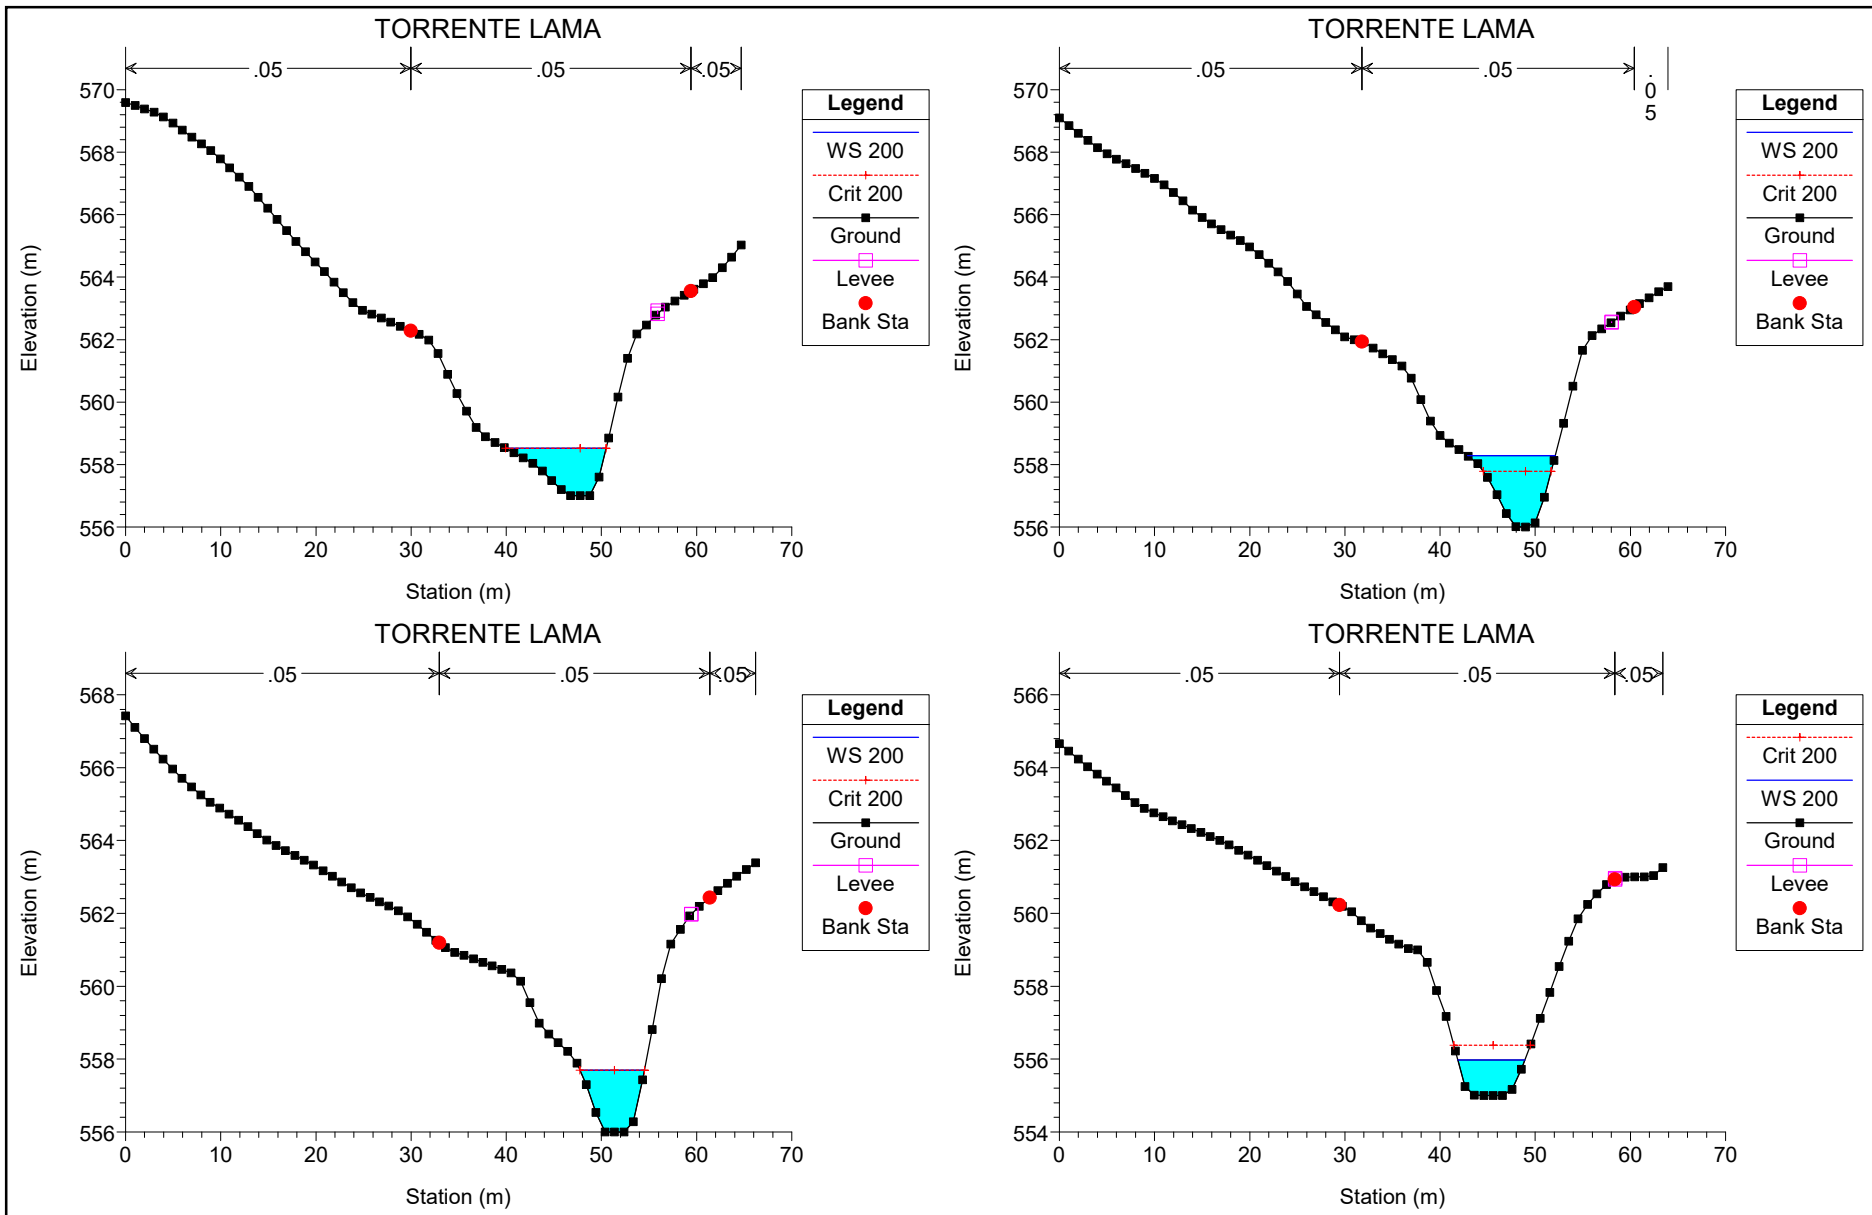 TORRENTE LAMA
.05 .05 .05
570
568
566
564
562
560
558
556
0 10 20 30 40 50 60 70
Elevation (m)
Station (m)
Legend
WS 200
Crit 200
Ground
Levee
Bank Sta
TORRENTE LAMA
.05 .05
.
0
5
570
568
566
564
562
560
558
556
0 10 20 30 40 50 60 70
Elevation (m)
Station (m)
Legend
WS 200
Crit 200
Ground
Levee
Bank Sta
TORRENTE LAMA
.05 .05 .05
568
566
564
562
560
558
556
0 10 20 30 40 50 60 70
Elevation (m)
Station (m)
Legend
WS 200
Crit 200
Ground
Levee
Bank Sta
TORRENTE LAMA
.05 .05 .05
566
564
562
560
558
556
554
0 10 20 30 40 50 60 70
Elevation (m)
Station (m)
Legend
Crit 200
WS 200
Ground
Levee
Bank Sta